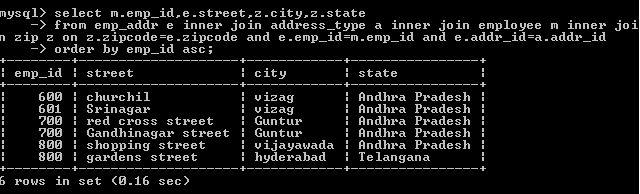 mysql> select m.emp_id,e.street,z.city,z.state
-> from emp_addr e inner join address_type a inner join employee m inner joi
n zip z on z.zipcode=e.zipcode and e.emp_id=m.emp_id and e.addr_id=a.addr_id
-> order by emp_id asc;
+--------+--------------------+------------+----------------+
| emp_id | street | city | state |
+--------+--------------------+------------+----------------+
| 600 | churchil | vizag | Andhra Pradesh |
| 601 | Srinagar | vizag | Andhra Pradesh |
| 700 | red cross street | Guntur | Andhra Pradesh |
| 700 | Gandhinagar street | Guntur | Andhra Pradesh |
| 800 | shopping street | vijayawada | Andhra Pradesh |
| 800 | gardens street | hyderabad | Telangana |
+--------+--------------------+------------+----------------+
6 rows in set (0.16 sec)